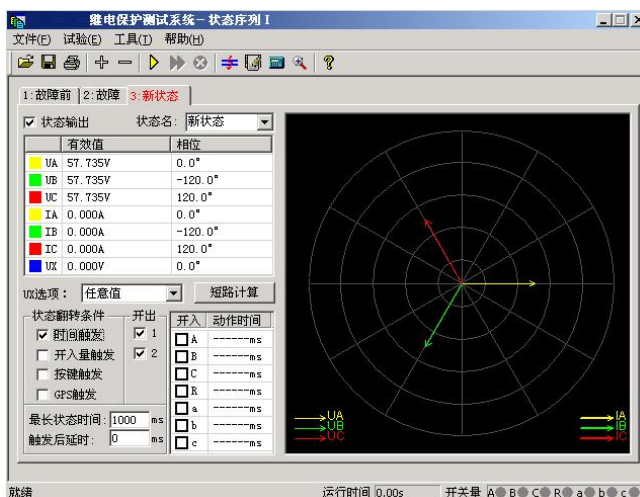 继电保护测试系统-状态序列 I
文件(F) 试验(E) 工具(T) 帮助(H)
1:故障前 2:故障 3:新状态
状态输出 状态名: 新状态
有效值 相位
UA 57.735V 0.0°
UB 57.735V -120.0°
UC 57.735V 120.0°
IA 0.000A 0.0°
IB 0.000A -120.0°
IC 0.000A 120.0°
UX 0.000V 0.0°
UX选项: 任意值 短路计算
状态翻转条件
时间触发
开入量触发
按键触发
GPS触发
开出
1
2
最长状态时间: 1000 ms
触发后延时: 0 ms
开入 动作时间
A ------ms
B ------ms
C ------ms
R ------ms
a ------ms
b ------ms
c ------ms
UA
UB
UC
IA
IB
IC
就绪 运行时间 0.00s 开关量 A B C R a b c